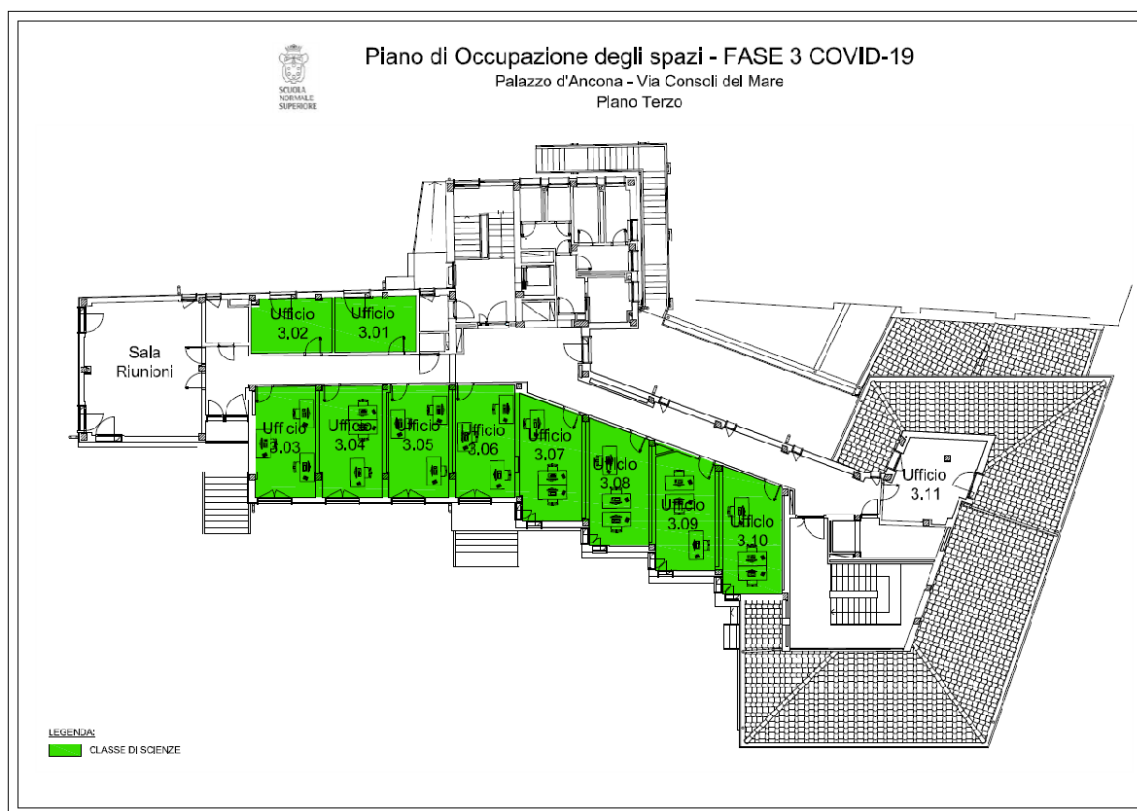 Piano di Occupazione degli spazi - FASE 3 COVID-19
Palazzo d'Ancona - Via Consoli del Mare
Piano Terzo
SCUOLA
NORMALE
SUPERIORE
Ufficio
3.02
Ufficio
3.01
Sala
Riunioni
Ufficio
3.03
Ufficio
3.04
Ufficio
3.05
Ufficio
3.06
Ufficio
3.07
Ufficio
3.08
Ufficio
3.09
Ufficio
3.10
Ufficio
3.11
LEGENDA:
CLASSE DI SCIENZE